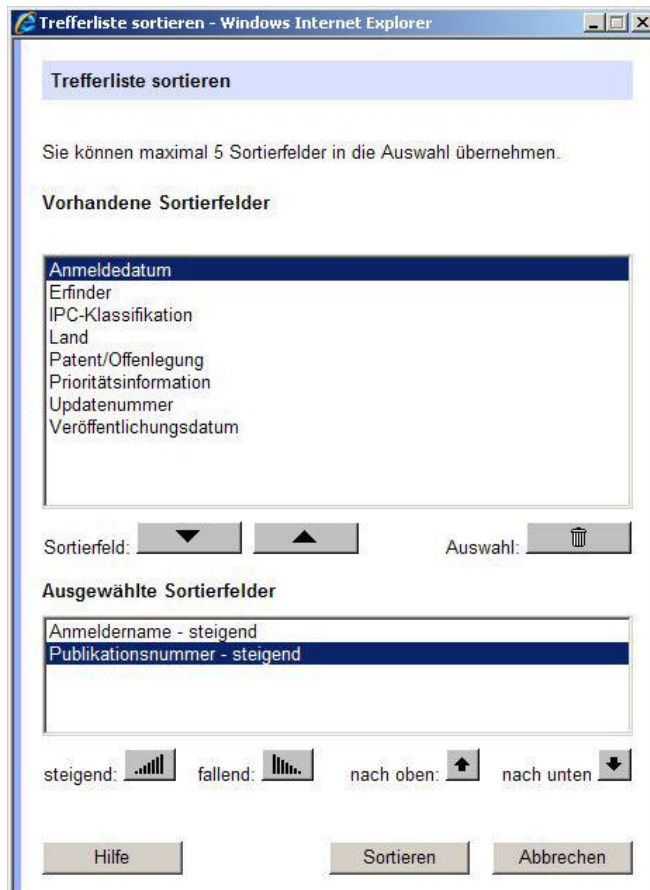 Trefferliste sortieren - Windows Internet Explorer
Trefferliste sortieren
Sie können maximal 5 Sortierfelder in die Auswahl übernehmen.
Vorhandene Sortierfelder
Anmeldedatum
Erfinder
IPC-Klassifikation
Land
Patent/Offenlegung
Prioritätsinformation
Updatenummer
Veröffentlichungsdatum
Sortierfeld: Auswahl:
Ausgewählte Sortierfelder
Anmeldername - steigend
Publikationsnummer - steigend
steigend: fallend: nach oben: nach unten
Hilfe Sortieren Abbrechen